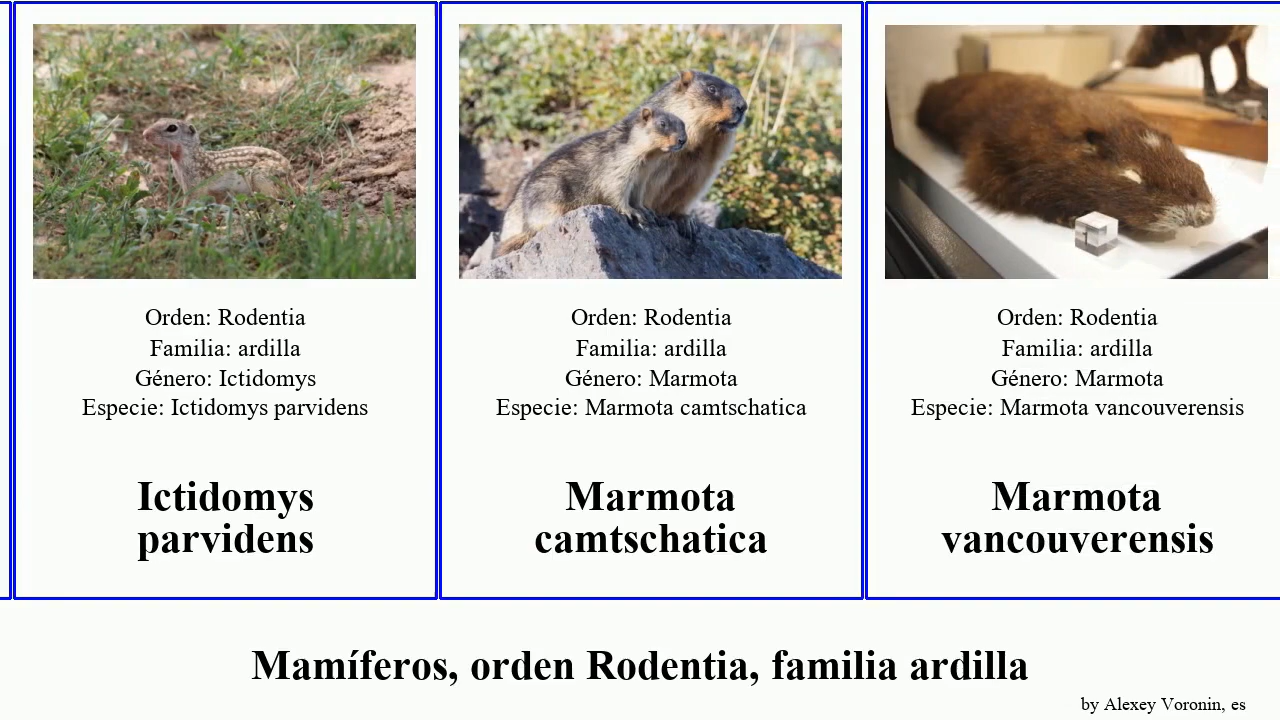 Orden: Rodentia
Familia: ardilla
Género: Ictidomys
Especie: Ictidomys parvidens
Ictidomys
parvidens
Orden: Rodentia
Familia: ardilla
Género: Marmota
Especie: Marmota camtschatica
Marmota
camtschatica
Orden: Rodentia
Familia: ardilla
Género: Marmota
Especie: Marmota vancouverensis
Marmota
vancouverensis
Mamíferos, orden Rodentia, familia ardilla
by Alexey Voronin, es